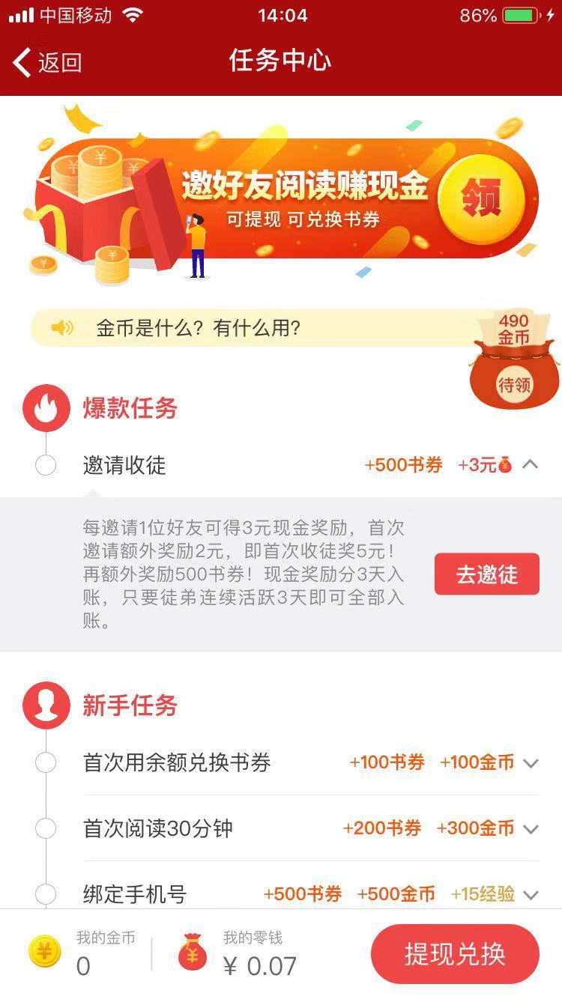 中国移动 14:04 86%
返回 任务中心
邀好友阅读赚现金
可提现 可兑换书券
领
金币是什么？有什么用？
490
金币
待领
爆款任务
邀请收徒 +500书券 +3元
每邀请1位好友可得3元现金奖励，首次
邀请额外奖励2元，即首次收徒奖5元！
再额外奖励500书券！现金奖励分3天入
账，只要徒弟连续活跃3天即可全部入
账。
去邀徒
新手任务
首次用余额兑换书券 +100书券 +100金币
首次阅读30分钟 +200书券 +300金币
绑定手机号 +500书券 +500金币 +15经验
我的金币
0
我的零钱
¥ 0.07
提现兑换